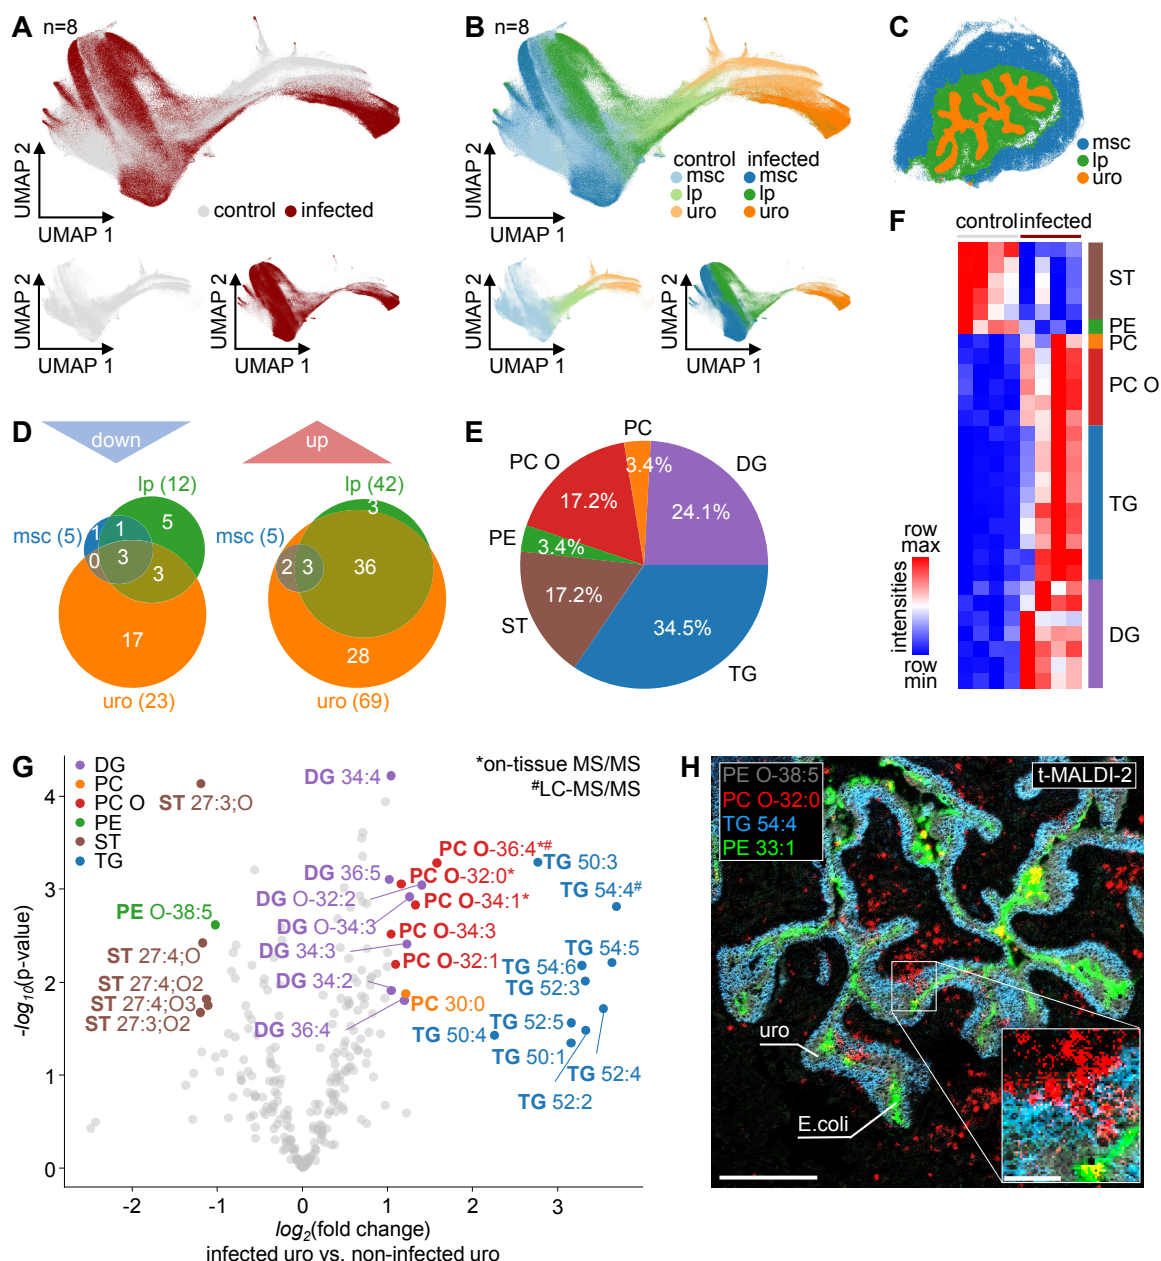 A
n=8
UMAP 2
UMAP 1
control
infected
UMAP 2
UMAP 1
UMAP 2
UMAP 1
B
n=8
UMAP 2
UMAP 1
control
infected
msc
msc
lp
lp
uro
uro
UMAP 2
UMAP 1
UMAP 2
UMAP 1
C
msc
lp
uro
D
down
up
lp (12)
msc (5)
1
1
5
0
3
3
17
uro (23)
lp (42)
3
msc (5)
2
3
36
28
uro (69)
E
PC
PC O
DG
3.4%
17.2%
24.1%
PE
3.4%
17.2%
ST
34.5%
TG
F
control
infected
ST
PE
PC
PC O
TG
DG
row
max
intensities
row
min
G
DG
PC
PC O
PE
ST
TG
*on-tissue MS/MS
#LC-MS/MS
DG 34:4
ST 27:3;O
PC O-36:4*#
TG 50:3
DG 36:5
PC O-32:0*
TG 54:4#
DG O-32:2
PC O-34:1*
PE O-38:5
DG O-34:3
PC O-34:3
ST 27:4;O
DG 34:3
TG 54:5
PC O-32:1
TG 54:6
ST 27:4;O2
DG 34:2
TG 52:3
ST 27:4;O3
PC 30:0
ST 27:3;O2
DG 36:4
TG 52:5
TG 50:4
TG 50:1
TG 52:4
TG 52:2
4
3
2
1
0
-log10(p-value)
-2
-1
0
1
2
3
log2(fold change)
infected uro vs. non-infected uro
H
PE O-38:5
PC O-32:0
TG 54:4
PE 33:1
t-MALDI-2
uro
E.coli